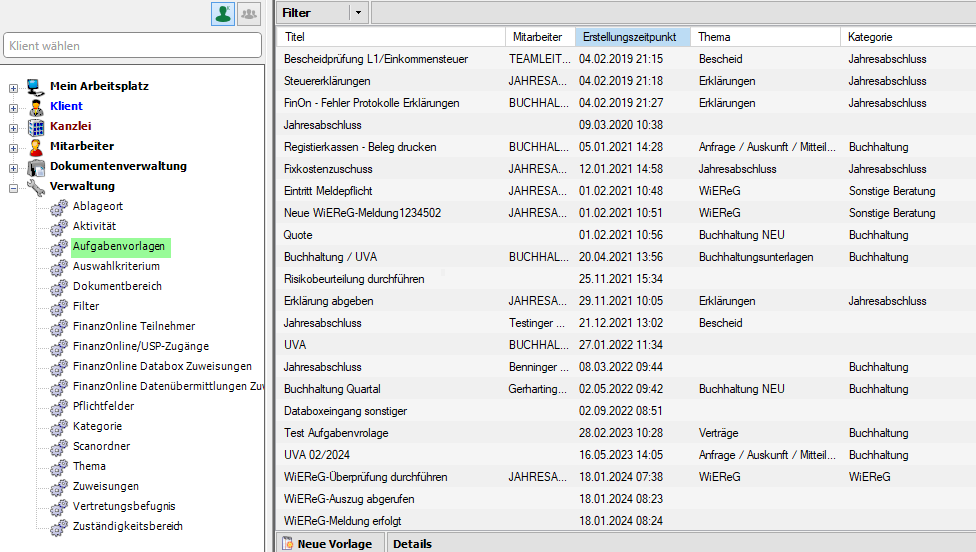 Klient wählen
Mein Arbeitsplatz
Klient
Kanzlei
Mitarbeiter
Dokumentenverwaltung
Verwaltung
Ablageort
Aktivität
Aufgabenvorlagen
Auswahlkriterium
Dokumentbereich
Filter
FinanzOnline Teilnehmer
FinanzOnline/USP-Zugänge
FinanzOnline Databox Zuweisungen
FinanzOnline Datenübermittlungen Zuw
Pflichtfelder
Kategorie
Scanordner
Thema
Zuweisungen
Vertretungsbefugnis
Zuständigkeitsbereich
Filter
Titel Mitarbeiter Erstellungszeitpunkt Thema Kategorie
Bescheidprüfung L1/Einkommensteuer TEAMLEIT... 04.02.2019 21:15 Bescheid Jahresabschluss
Steuererklärungen JAHRESA... 04.02.2019 21:18 Erklärungen Jahresabschluss
FinOn - Fehler Protokolle Erklärungen BUCHHAL... 04.02.2019 21:27 Erklärungen Jahresabschluss
Jahresabschluss 09.03.2020 10:38
Registierkassen - Beleg drucken BUCHHAL... 05.01.2021 14:28 Anfrage / Auskunft / Mitteil... Buchhaltung
Fixkostenzuschuss JAHRESA... 12.01.2021 14:58 Jahresabschluss Jahresabschluss
Eintritt Meldepflicht JAHRESA... 01.02.2021 10:48 WiEReG Sonstige Beratung
Neue WiEReG-Meldung1234502 JAHRESA... 01.02.2021 10:51 WiEReG Sonstige Beratung
Quote 01.02.2021 10:56 Buchhaltung NEU Buchhaltung
Buchhaltung / UVA BUCHHAL... 20.04.2021 13:56 Buchhaltungsunterlagen Buchhaltung
Risikobeurteilung durchführen 25.11.2021 15:34
Erklärung abgeben JAHRESA... 29.11.2021 10:05 Erklärungen Jahresabschluss
Jahresabschluss Testinger ... 21.12.2021 13:02 Bescheid
UVA BUCHHAL... 27.01.2022 11:34
Jahresabschluss Benninger ... 08.03.2022 09:44 Buchhaltung
Buchhaltung Quartal Gerharting... 02.05.2022 09:42 Buchhaltung NEU Buchhaltung
Databoxeingang sonstiger 02.09.2022 08:51
Test Aufgabenvrolage 28.02.2023 10:28 Verträge Buchhaltung
UVA 02/2024 16.05.2023 14:05 Anfrage / Auskunft / Mitteil... Buchhaltung
WiEReG-Überprüfung durchführen JAHRESA... 18.01.2024 07:38 WiEReG WiEReG
WiEReG-Auszug abgerufen 18.01.2024 08:23
WiEReG-Meldung erfolgt 18.01.2024 08:24
Neue Vorlage Details